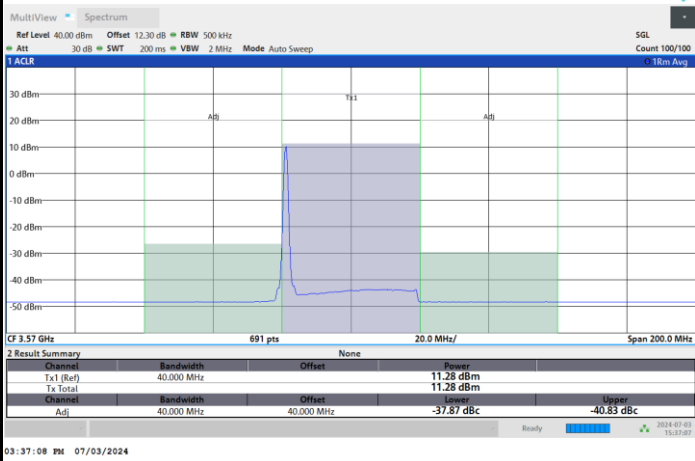 MultiView Spectrum
Ref Level 40.00 dBm Offset 12.30 dB RBW 500 kHz SGL
Att 30 dB SWT 200 ms VBW 2 MHz Mode Auto Sweep Count 100/100
1 ACLR 1Rm Avg
30 dBm
Tx1
20 dBm Adj Adj
10 dBm
0 dBm
-10 dBm
-20 dBm
-30 dBm
-40 dBm
-50 dBm
CF 3.57 GHz 691 pts 20.0 MHz/ Span 200.0 MHz
2 Result Summary None
Channel Bandwidth Offset Power
Tx1 (Ref) 40.000 MHz 11.28 dBm
Tx Total 11.28 dBm
Channel Bandwidth Offset Lower Upper
Adj 40.000 MHz 40.000 MHz -37.87 dBc -40.83 dBc
Ready 2024-07-03
15:37:07
03:37:08 PM 07/03/2024